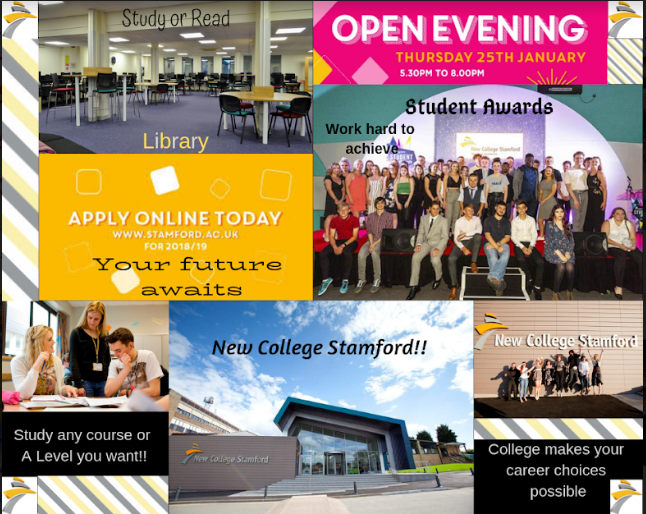 Study or Read
Library
OPEN EVENING
THURSDAY 25TH JANUARY
5.30PM TO 8.00PM
Student Awards
Work hard to
achieve
New College Stamford
APPLY ONLINE TODAY
WWW.STAMFORD.AC.UK
FOR 2018/19
Your future
awaits
New College Stamford!!
New College Stamford
New College Stamford
Study any course or
A Level you want!!
College makes your
career choices
possible